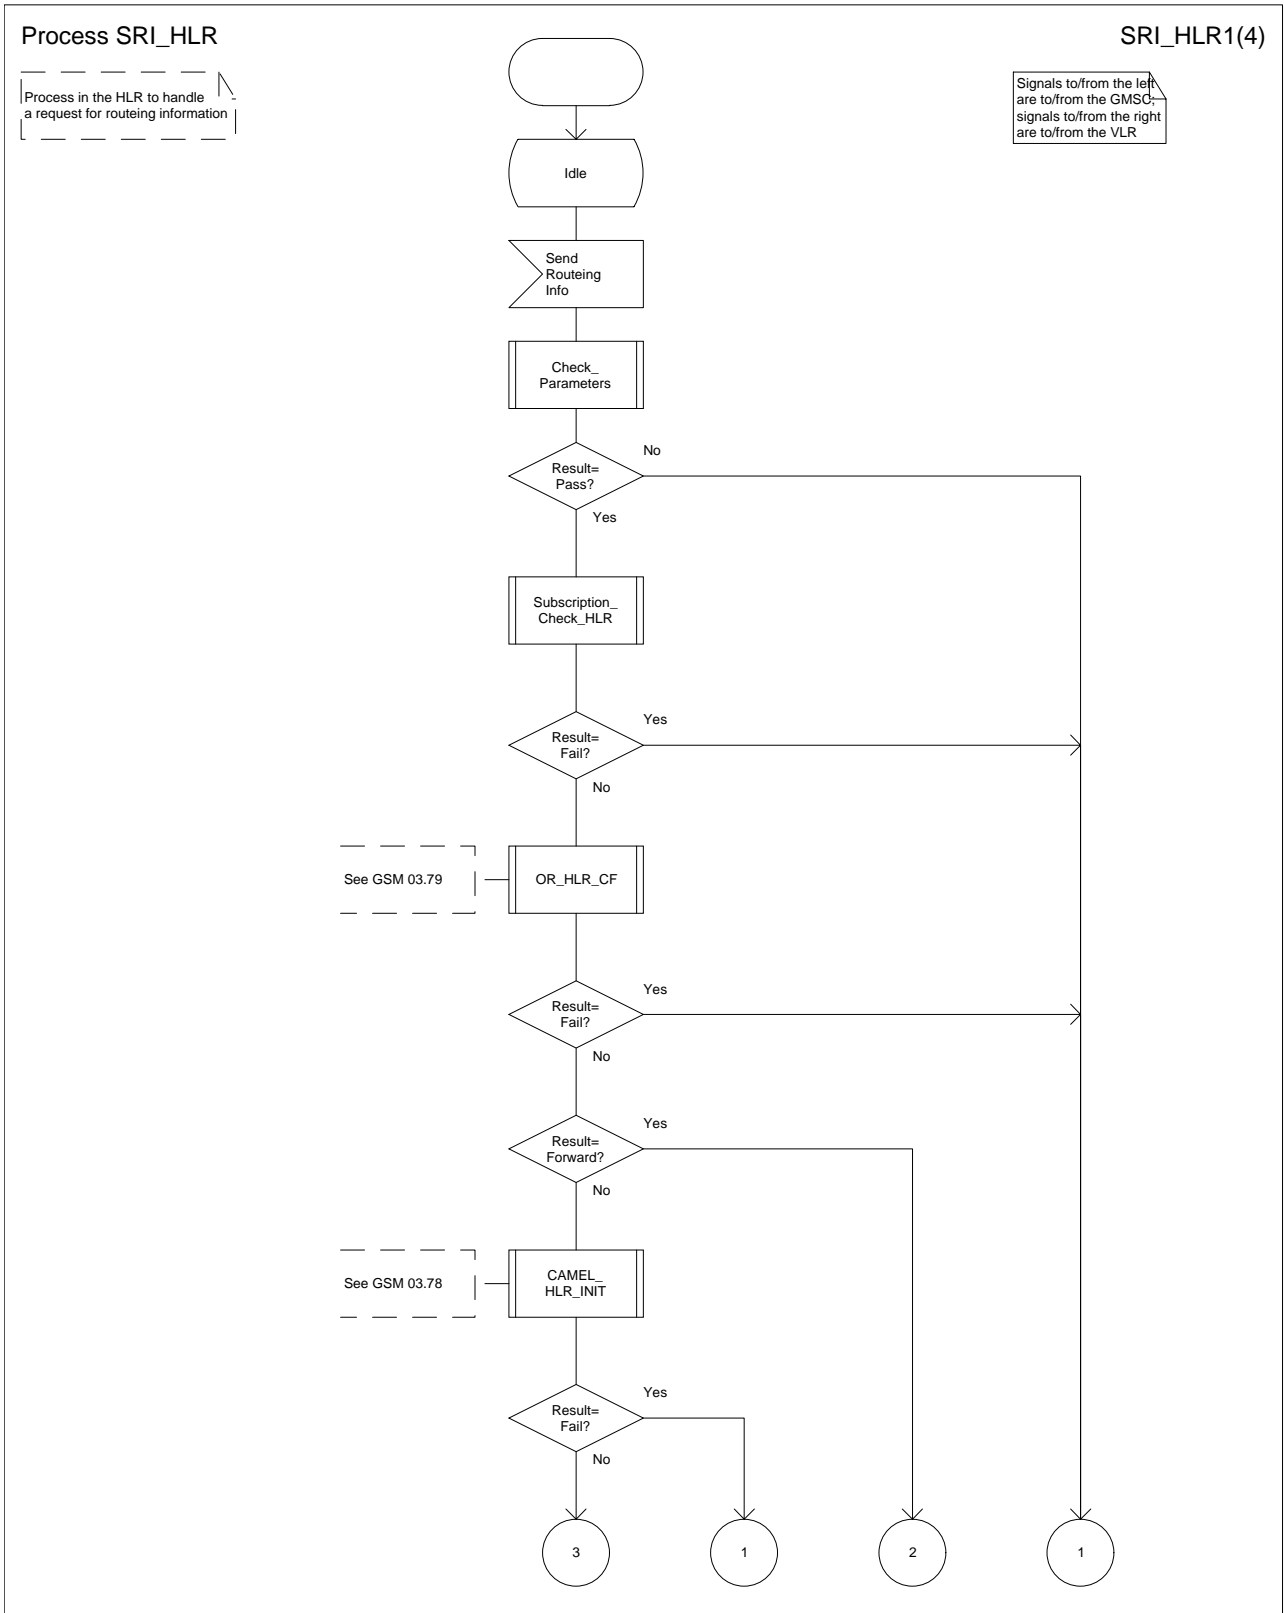 Process SRI_HLR
SRI_HLR1(4)
Process in the HLR to handle
a request for routeing information
Signals to/from the left
are to/from the GMSC;
signals to/from the right
are to/from the VLR
Idle
Send
Routeing
Info
Check_
Parameters
No
Result=
Pass?
Yes
Subscription_
Check_HLR
Yes
Result=
Fail?
No
See GSM 03.79
OR_HLR_CF
Yes
Result=
Fail?
No
Yes
Result=
Forward?
No
See GSM 03.78
CAMEL_
HLR_INIT
Yes
Result=
Fail?
No
3
1
2
1